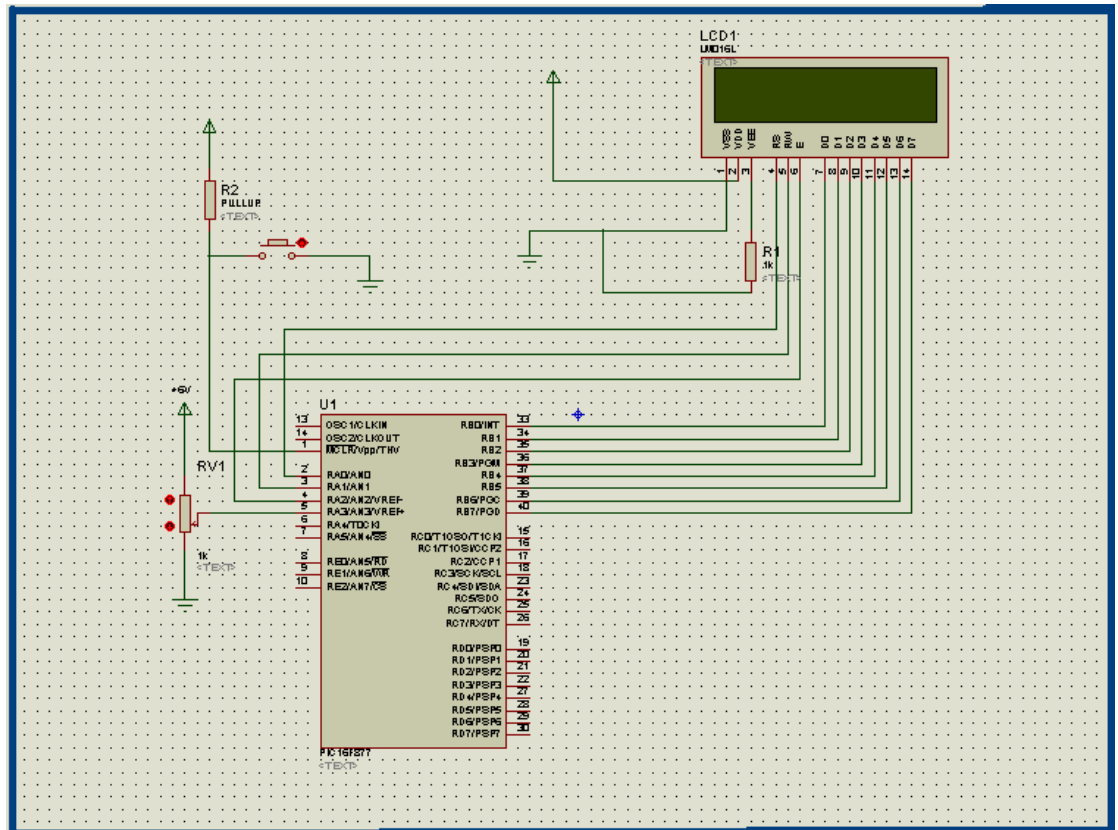 LCD1
LM016L
<TEXT>
VSS
VDD
VEE
RS
RW
E
D0
D1
D2
D3
D4
D5
D6
D7
1
2
3
4
5
6
7
8
9
10
11
12
13
14
R2
PULLUP
<TEXT>
R1
1k
<TEXT>
U1
13 OSC1/CLKIN
14 OSC2/CLKOUT
1 MCLR/Vpp/THV
2 RA0/AN0
3 RA1/AN1
4 RA2/AN2/VREF-
5 RA3/AN3/VREF+
6 RA4/T0CKI
7 RA5/AN4/SS
8 RE0/AN5/RD
9 RE1/AN6/WR
10 RE2/AN7/CS
RB0/INT 33
RB1 34
RB2 35
RB3/PGM 36
RB4 37
RB5 38
RB6/PGC 39
RB7/PGD 40
RC0/T1OSO/T1CKI 15
RC1/T1OSI/CCP2 16
RC2/CCP1 17
RC3/SCK/SCL 18
RC4/SDI/SDA 23
RC5/SDO 24
RC6/TX/CK 25
RC7/RX/DT 26
RD0/PSP0 19
RD1/PSP1 20
RD2/PSP2 21
RD3/PSP3 22
RD4/PSP4 27
RD5/PSP5 28
RD6/PSP6 29
RD7/PSP7 30
PIC16F877
<TEXT>
RV1
1k
<TEXT>